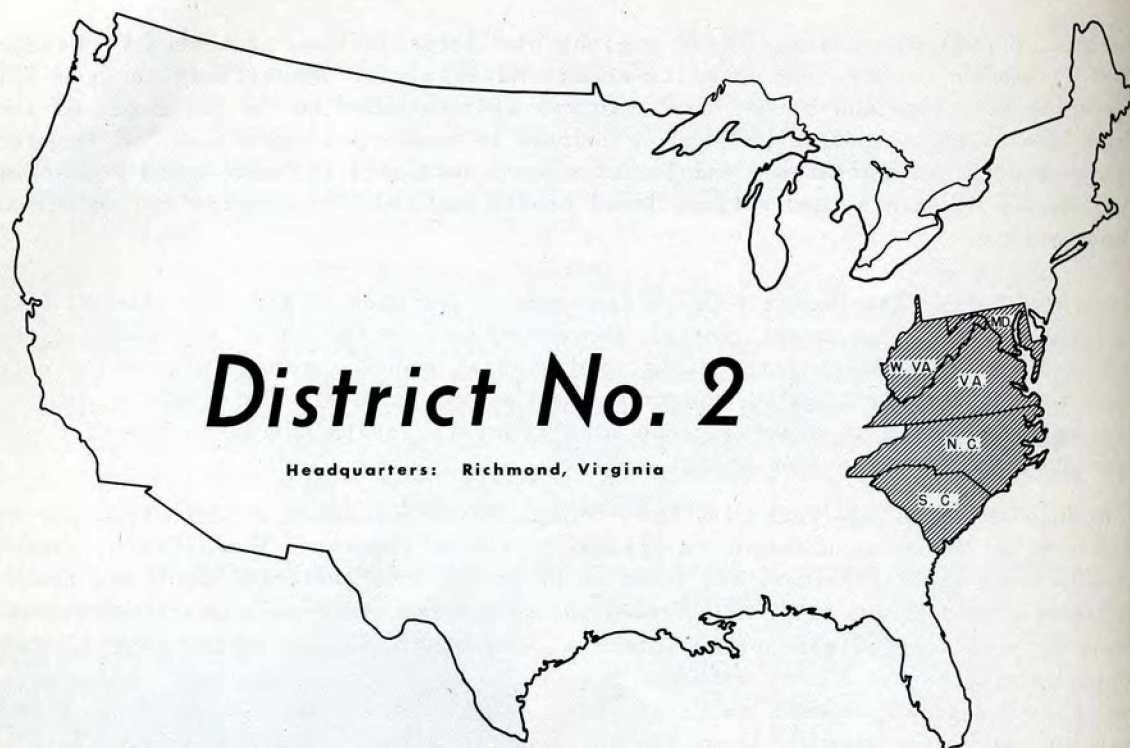 District No. 2
Headquarters: Richmond, Virginia
MD.
W. VA.
VA.
N. C.
S. C.